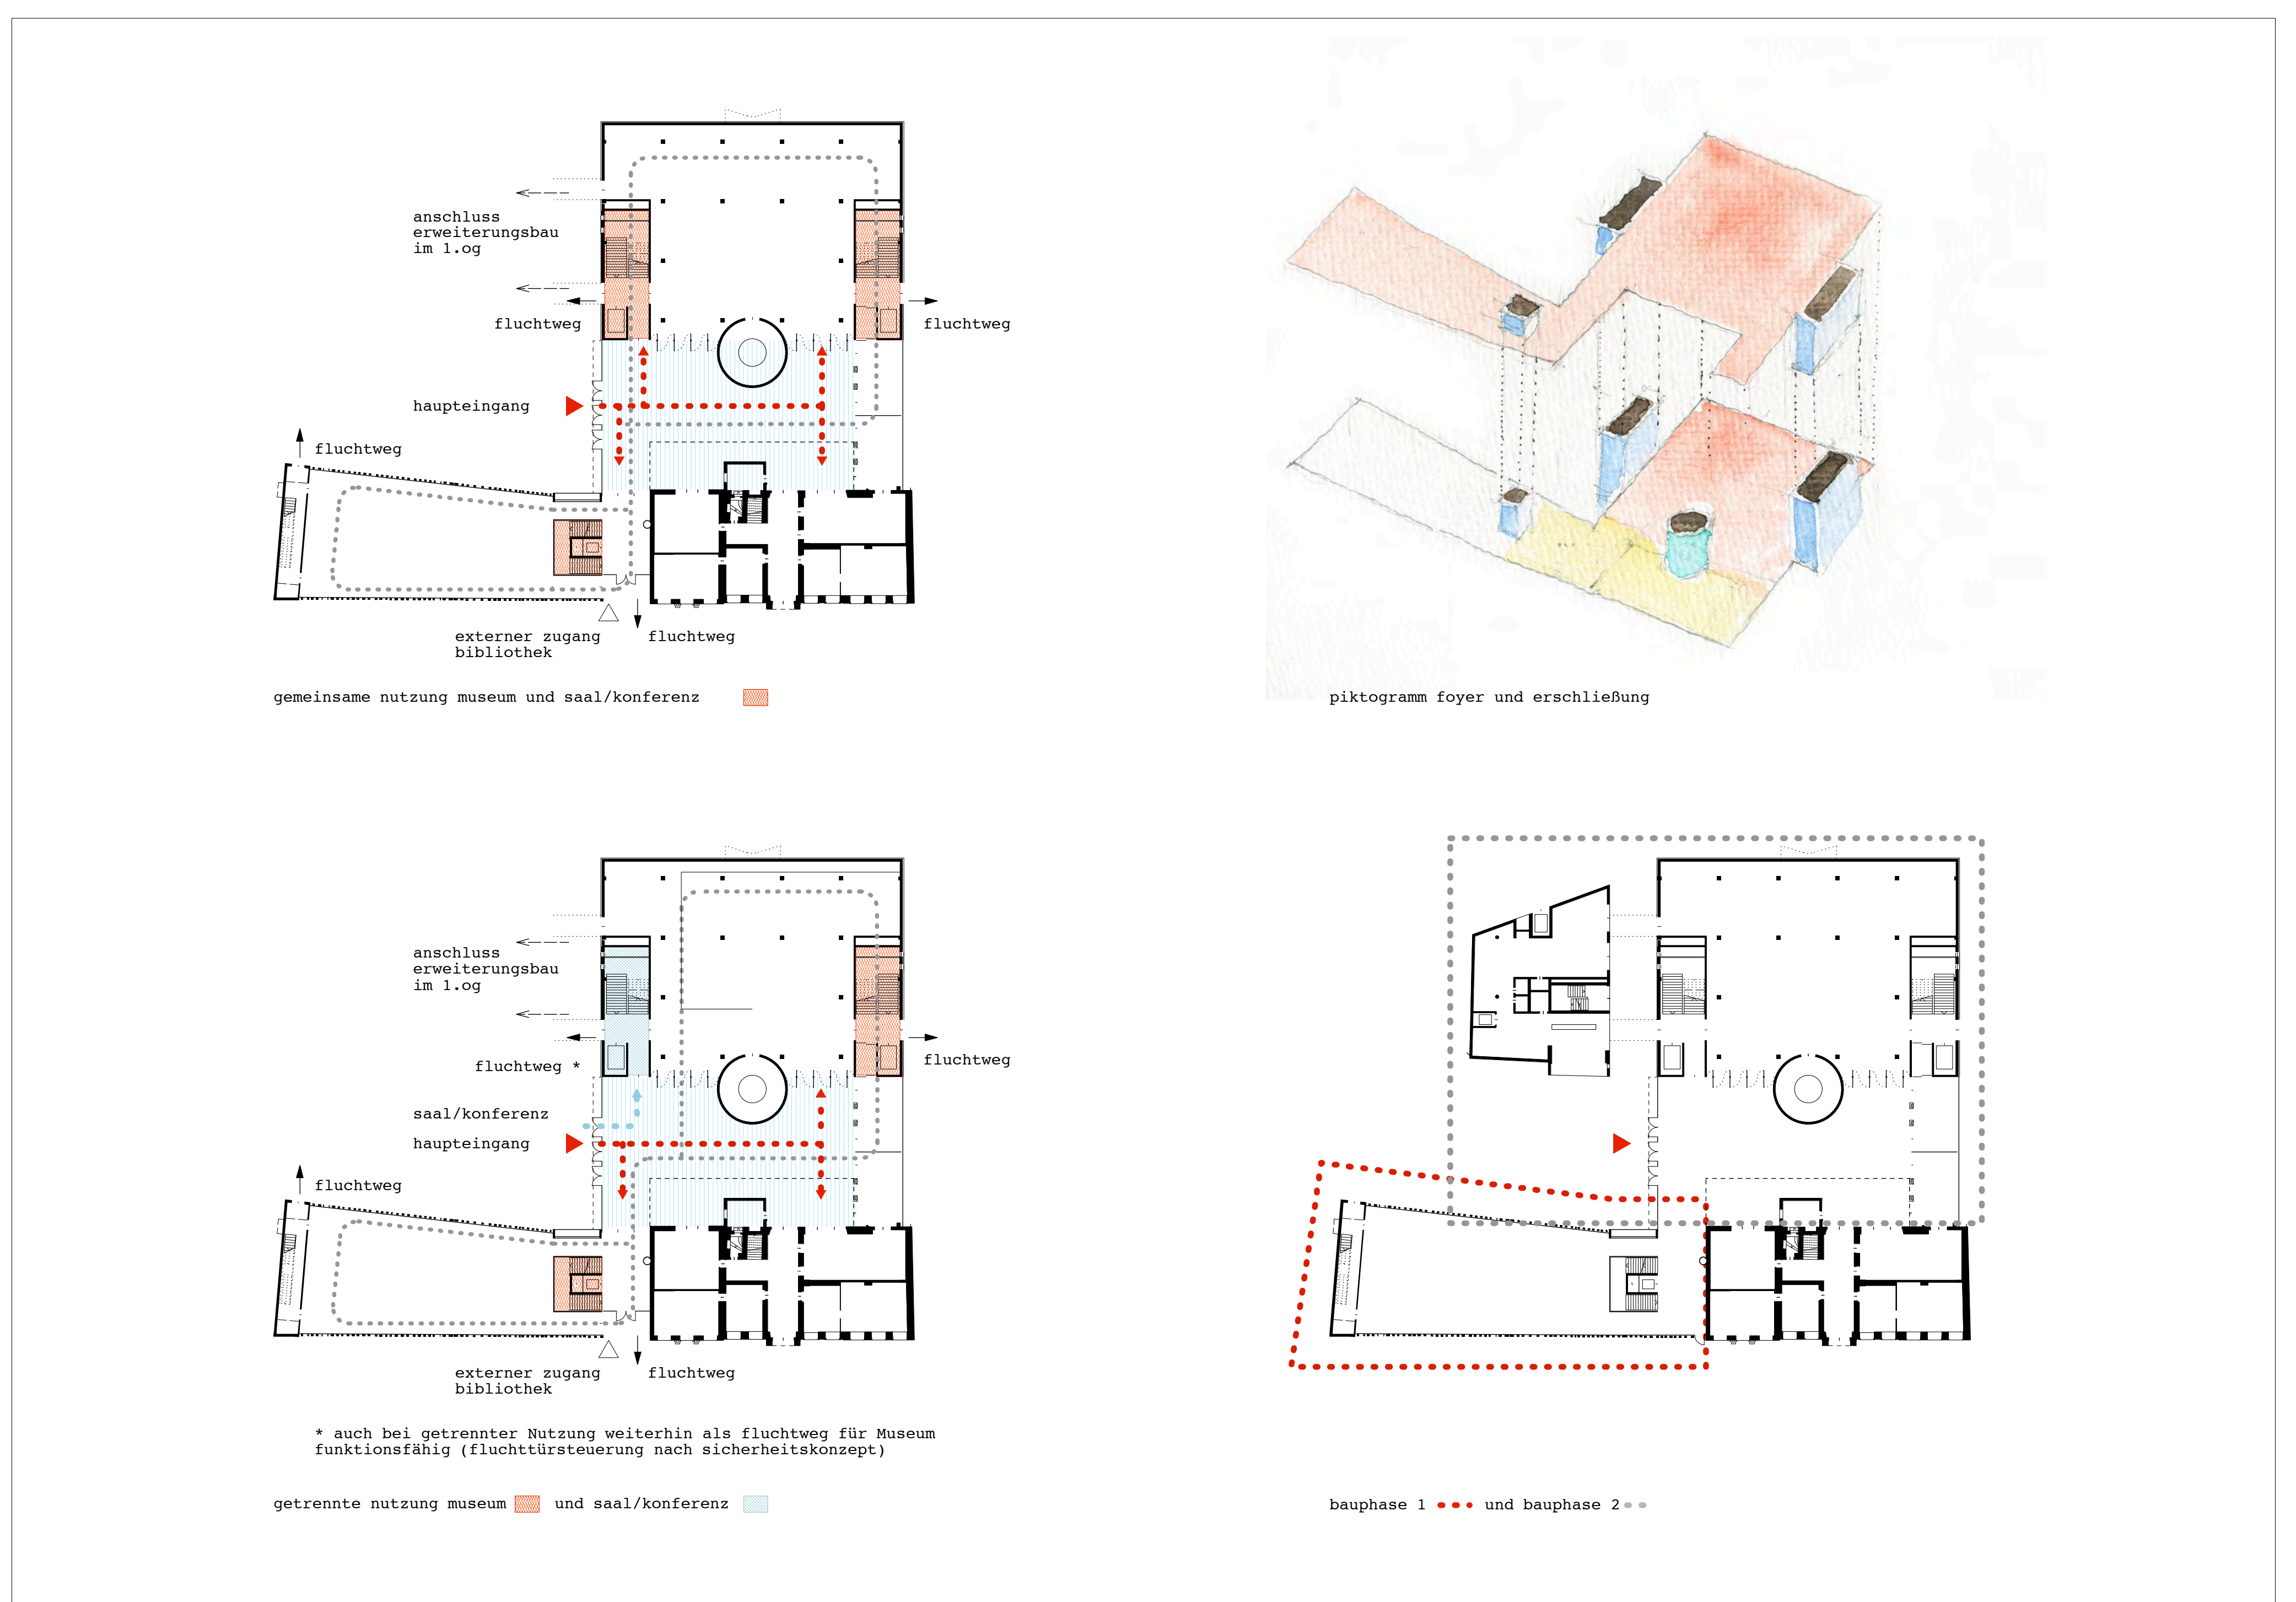 anschluss
erweiterungsbau
im 1.og
fluchtweg
fluchtweg
haupteingang
fluchtweg
externer zugang
bibliothek
fluchtweg
gemeinsame nutzung museum und saal/konferenz
piktogramm foyer und erschließung
anschluss
erweiterungsbau
im 1.og
fluchtweg *
fluchtweg
saal/konferenz
haupteingang
fluchtweg
externer zugang
bibliothek
fluchtweg
* auch bei getrennter Nutzung weiterhin als fluchtweg für Museum
funktionsfähig (fluchttürsteuerung nach sicherheitskonzept)
getrennte nutzung museum und saal/konferenz
bauphase 1 und bauphase 2